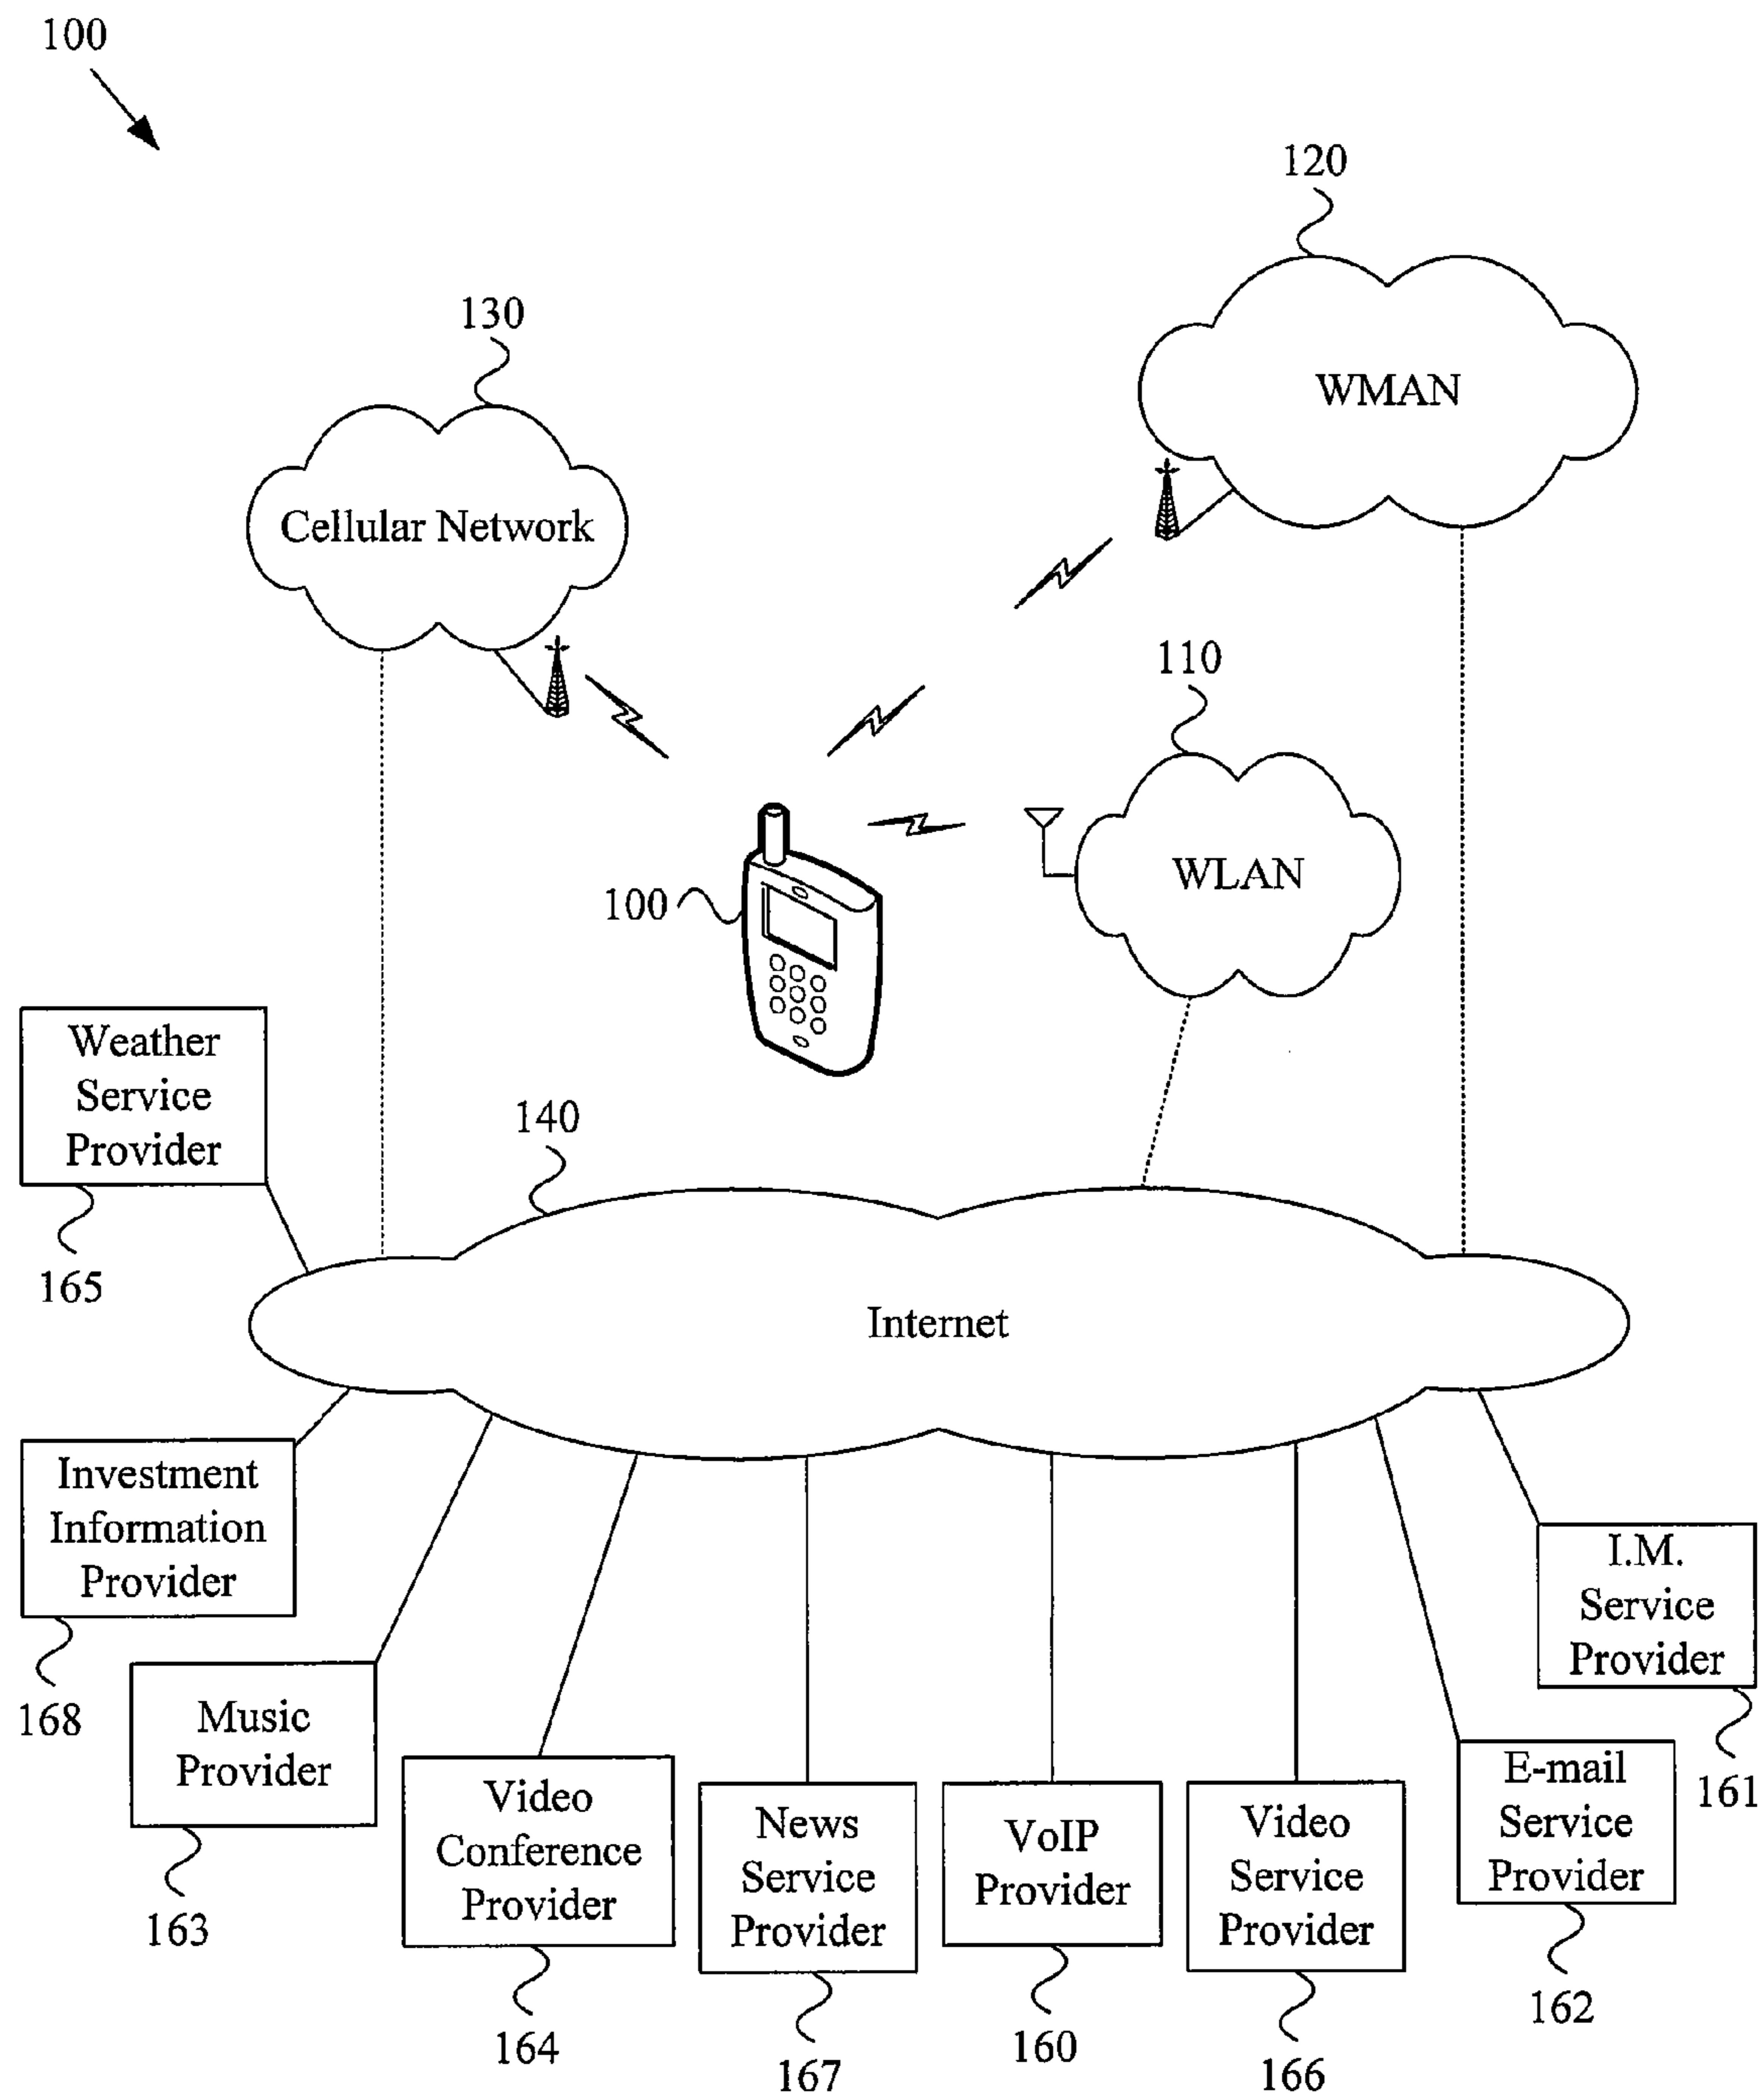 100
120
130
WMAN
Cellular Network
110
WLAN
100
Weather
Service
Provider
165
140
Internet
Investment
Information
Provider
168
Music
Provider
163
Video
Conference
Provider
164
News
Service
Provider
167
VoIP
Provider
160
Video
Service
Provider
166
E-mail
Service
Provider
162
I.M.
Service
Provider
161